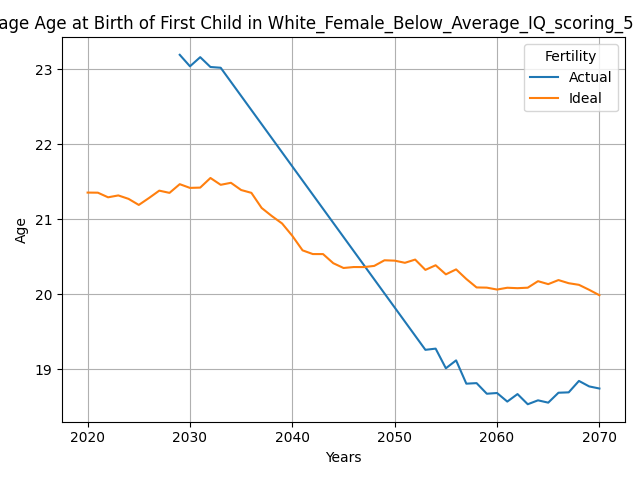 Age at Birth of First Child in White_Female_Below_Average_IQ_scoring_5
Fertility
Actual
Ideal
23
22
21
20
19
Age
2020 2030 2040 2050 2060 2070
Years